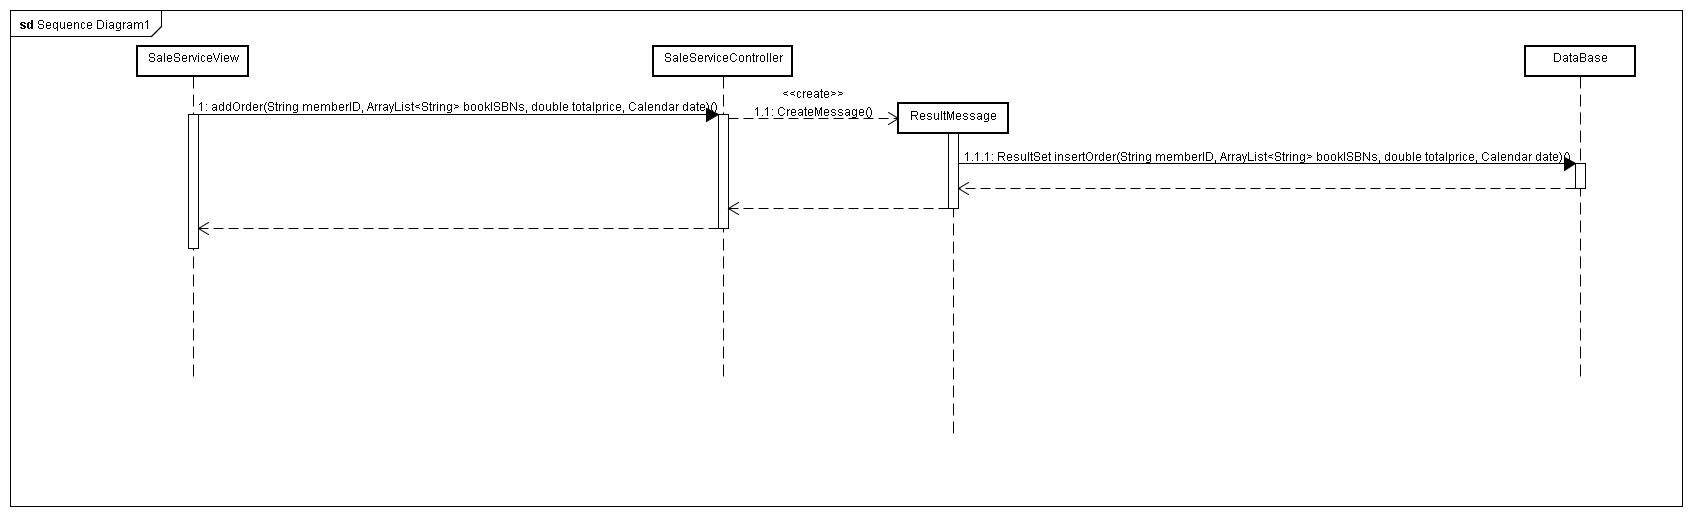 sd Sequence Diagram1
SaleServiceView
SaleServiceController
DataBase
1: addOrder(String memberID, ArrayList<String> bookISBNs, double totalprice, Calendar date)()
<<create>>
1.1: CreateMessage()
ResultMessage
1.1.1: ResultSet insertOrder(String memberID, ArrayList<String> bookISBNs, double totalprice, Calendar date)()